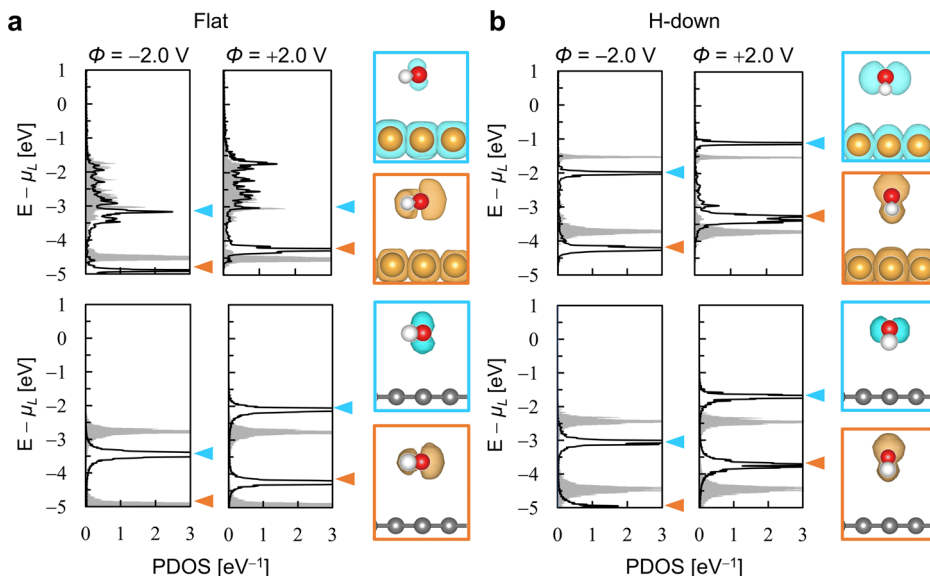 a
Flat
b
H-down
Φ = −2.0 V
Φ = +2.0 V
Φ = −2.0 V
Φ = +2.0 V
E − μL [eV]
1
0
−1
−2
−3
−4
−5
E − μL [eV]
1
0
−1
−2
−3
−4
−5
E − μL [eV]
1
0
−1
−2
−3
−4
−5
0 1 2 3
0 1 2 3
PDOS [eV⁻¹]
E − μL [eV]
1
0
−1
−2
−3
−4
−5
0 1 2 3
0 1 2 3
PDOS [eV⁻¹]